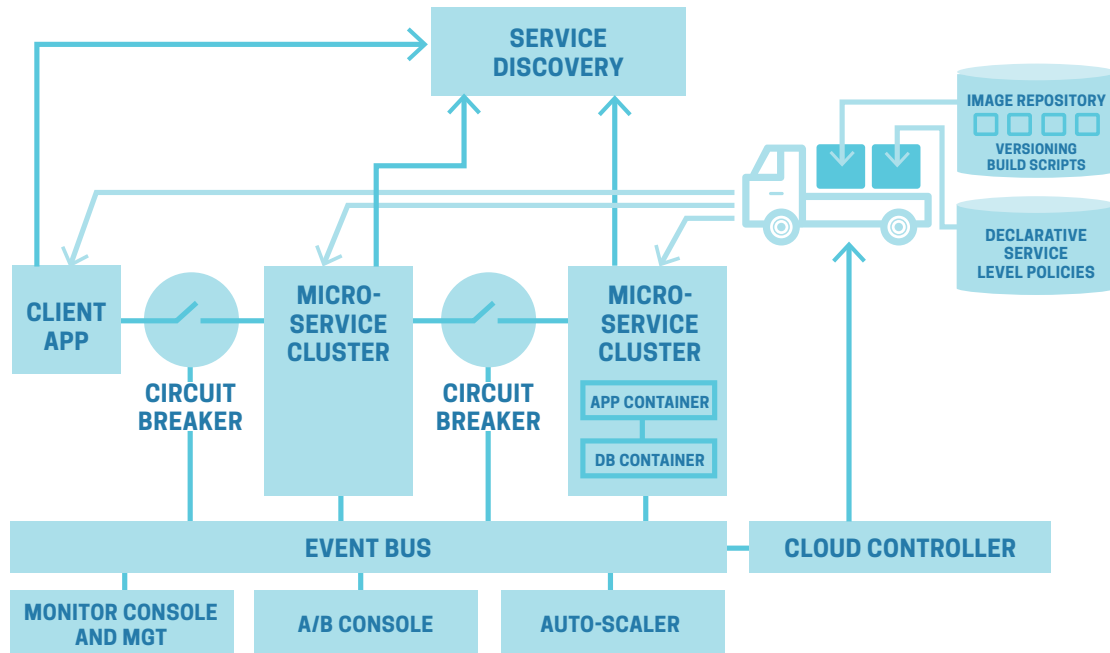 SERVICE
DISCOVERY
IMAGE REPOSITORY
VERSIONING
BUILD SCRIPTS
DECLARATIVE
SERVICE
LEVEL POLICIES
CLIENT
APP
CIRCUIT
BREAKER
MICRO-
SERVICE
CLUSTER
CIRCUIT
BREAKER
MICRO-
SERVICE
CLUSTER
APP CONTAINER
DB CONTAINER
EVENT BUS
CLOUD CONTROLLER
MONITOR CONSOLE
AND MGT
A/B CONSOLE
AUTO-SCALER